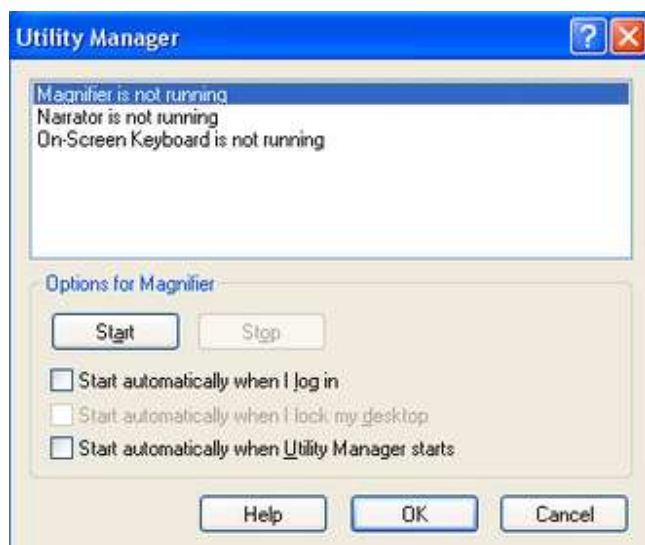 Utility Manager
Magnifier is not running
Narrator is not running
On-Screen Keyboard is not running
Options for Magnifier
Start Stop
Start automatically when I log in
Start automatically when I lock my desktop
Start automatically when Utility Manager starts
Help OK Cancel